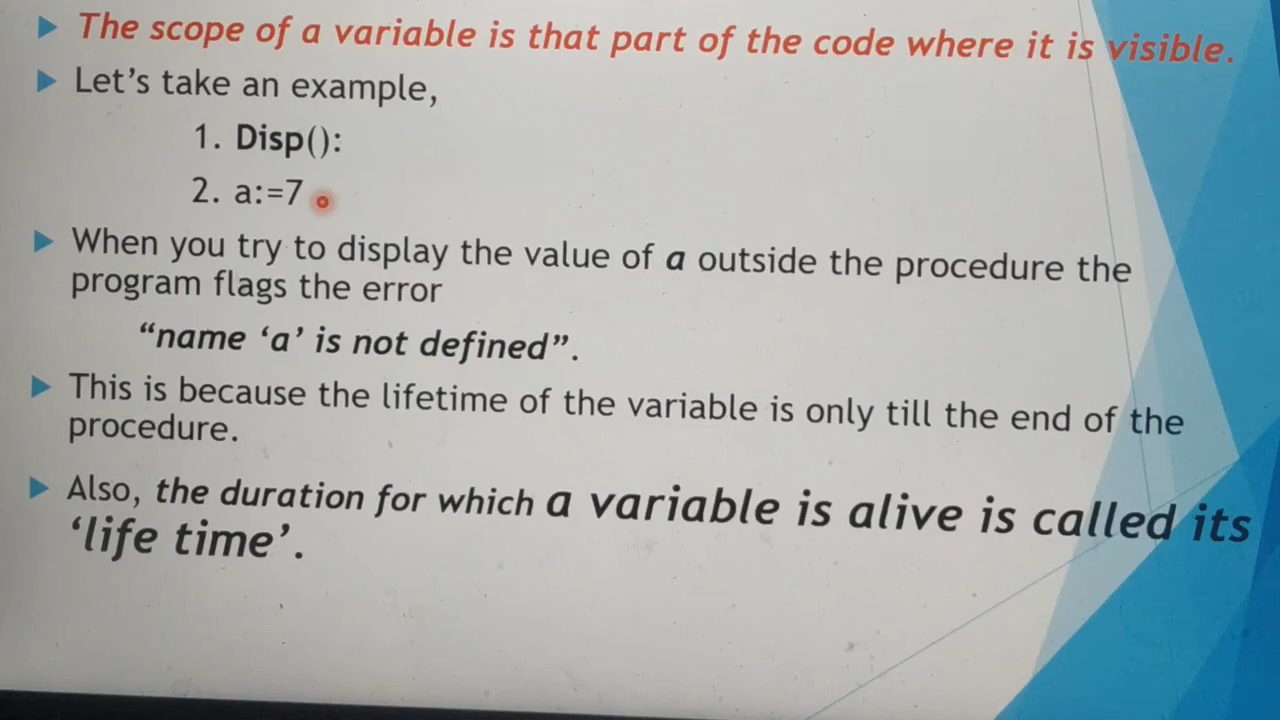 The scope of a variable is that part of the code where it is visible.
Let's take an example,
1. Disp():
2. a:=7
When you try to display the value of a outside the procedure the
program flags the error
“name ‘a’ is not defined”.
This is because the lifetime of the variable is only till the end of the
procedure.
Also, the duration for which a variable is alive is called its
‘life time’.